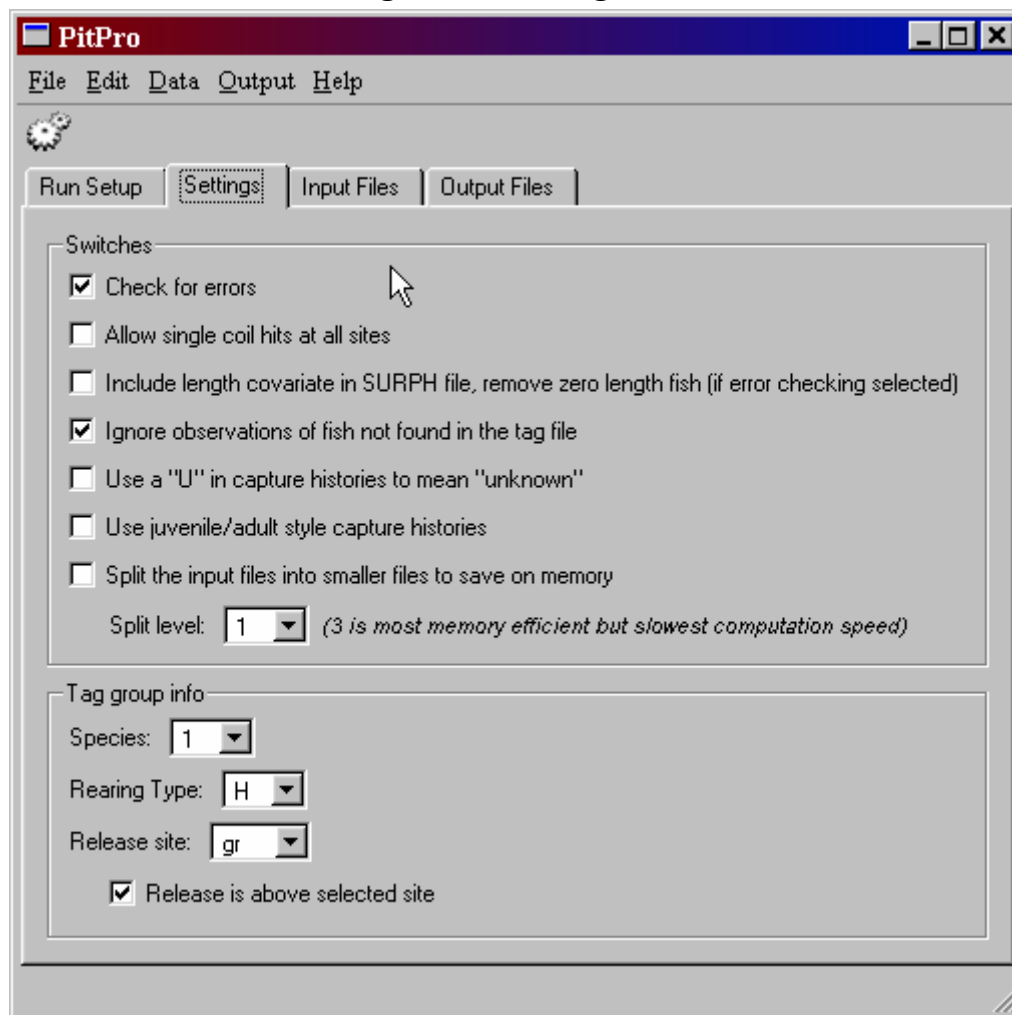 PitPro
File Edit Data Output Help
Run Setup Settings Input Files Output Files
Switches
Check for errors
Allow single coil hits at all sites
Include length covariate in SURPH file, remove zero length fish (if error checking selected)
Ignore observations of fish not found in the tag file
Use a "U" in capture histories to mean "unknown"
Use juvenile/adult style capture histories
Split the input files into smaller files to save on memory
Split level: 1 (3 is most memory efficient but slowest computation speed)
Tag group info
Species: 1
Rearing Type: H
Release site: gr
Release is above selected site